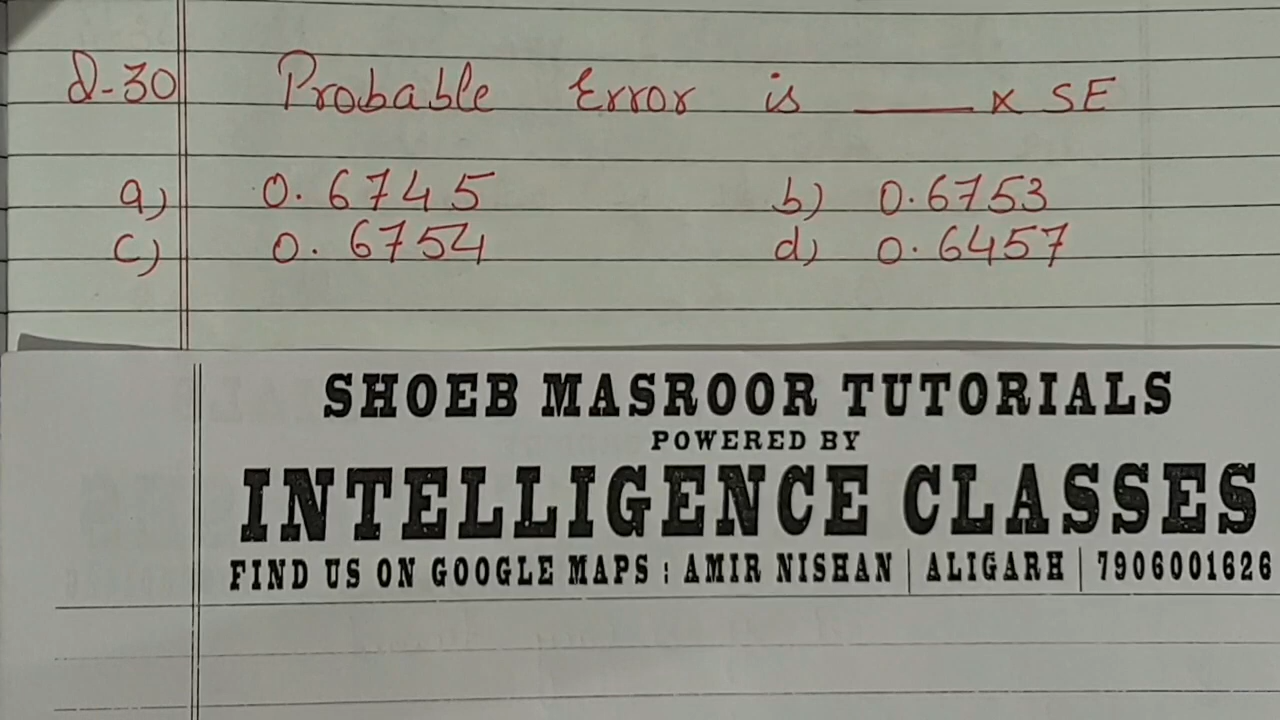 Q-30 Probable Error is ____ x SE
a) 0.6745 b) 0.6753
c) 0.6754 d) 0.6457
SHOEB MASROOR TUTORIALS
POWERED BY
INTELLIGENCE CLASSES
FIND US ON GOOGLE MAPS : AMIR NISHAN | ALIGARH | 7906001626